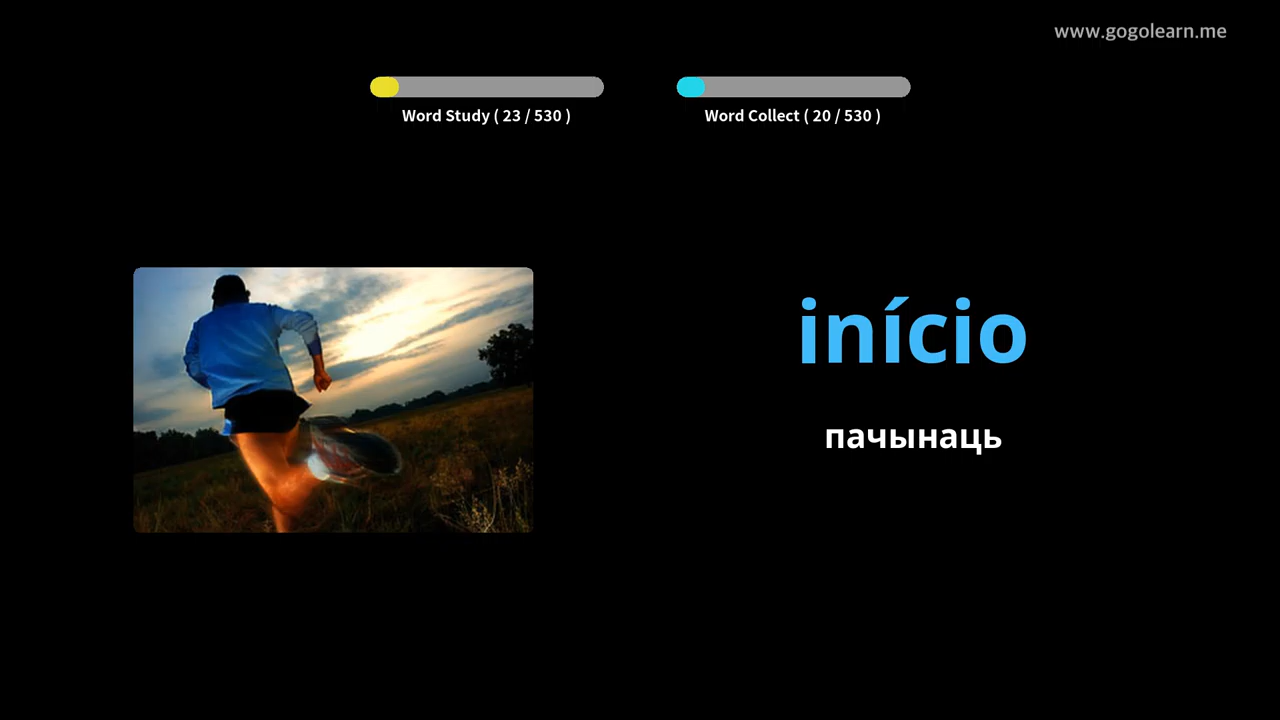 www.gogolearn.me
Word Study ( 23 / 530 )
Word Collect ( 20 / 530 )
início
пачынаць